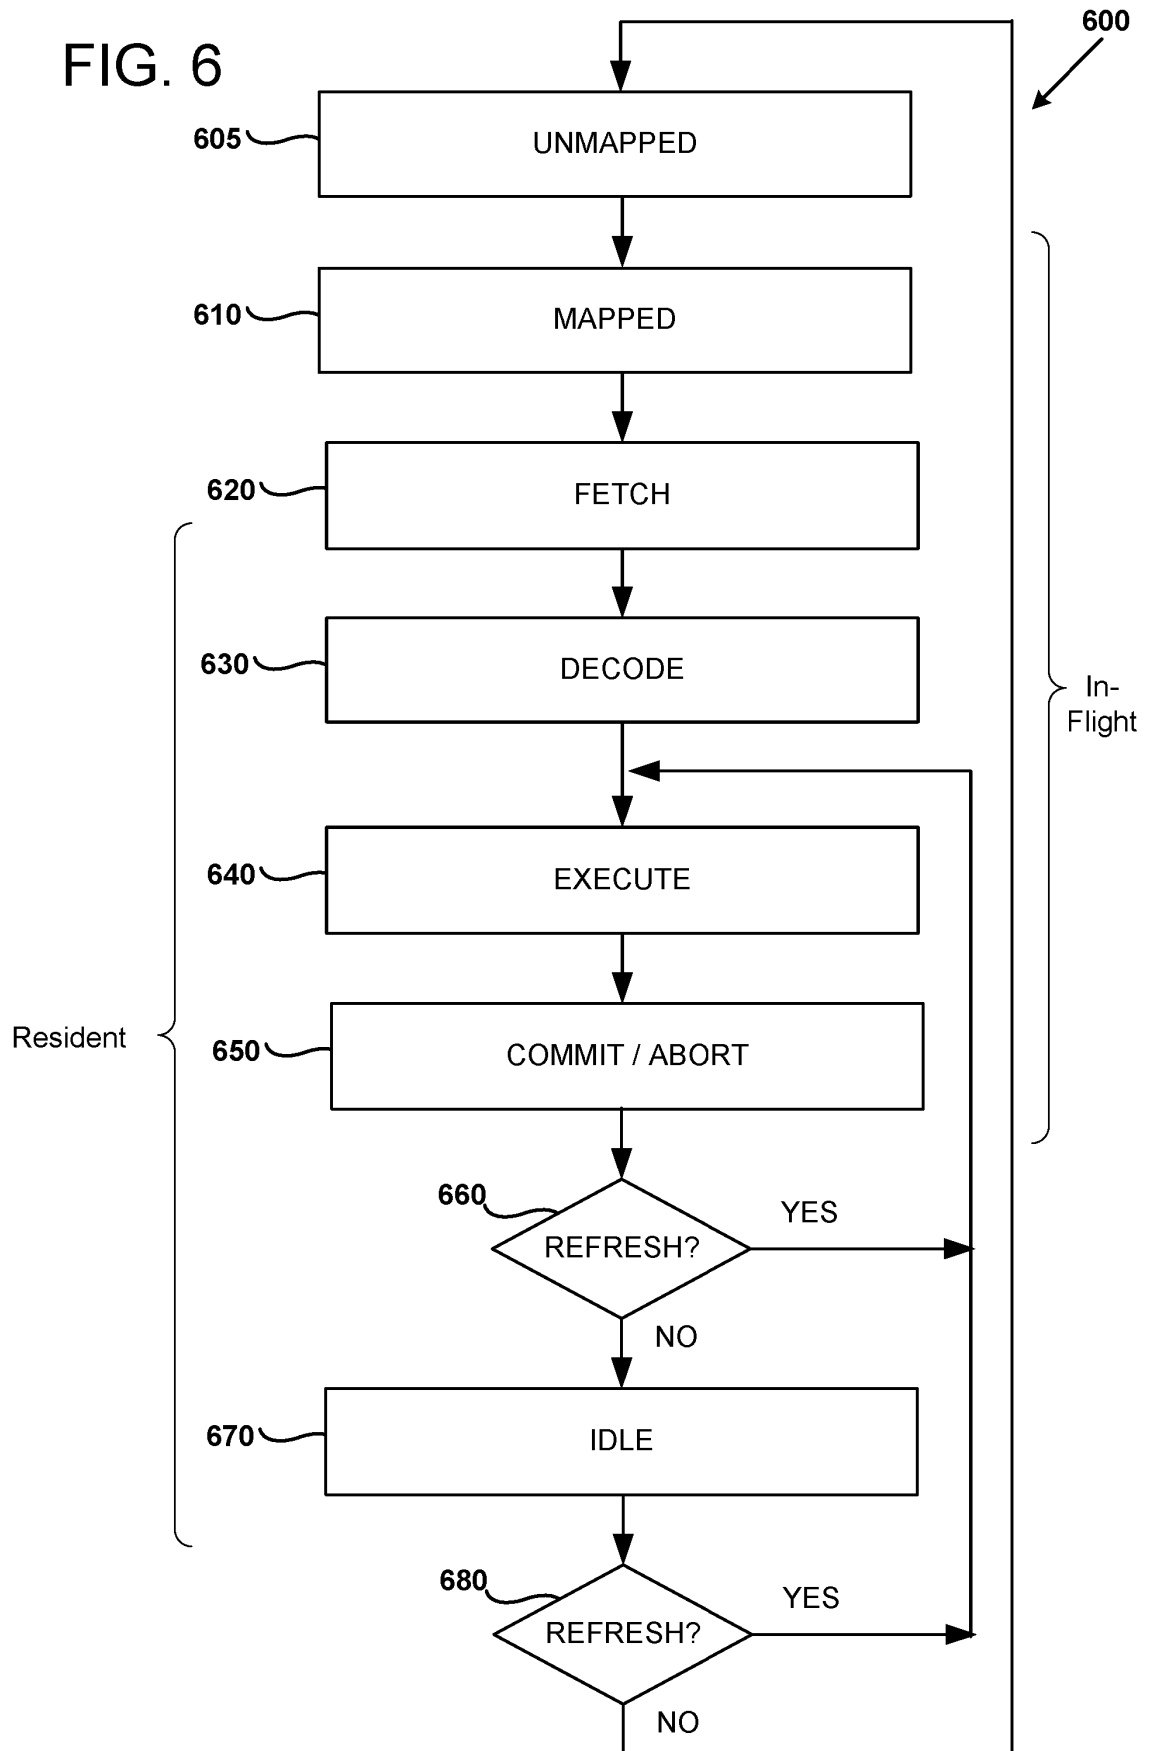 600
FIG. 6
605
UNMAPPED
610
MAPPED
620
FETCH
630
DECODE
In-
Flight
640
EXECUTE
Resident
650
COMMIT / ABORT
660
REFRESH?
YES
NO
670
IDLE
680
REFRESH?
YES
NO